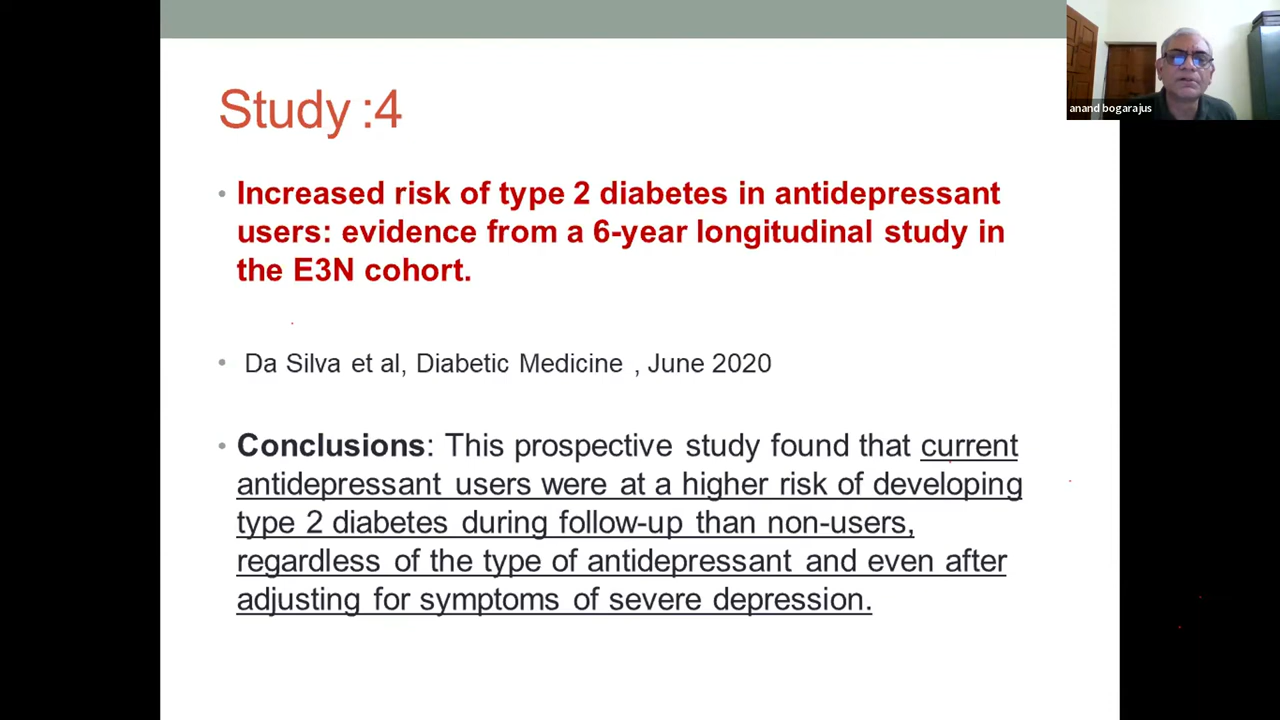 anand bogarajus
Study :4
• Increased risk of type 2 diabetes in antidepressant
users: evidence from a 6-year longitudinal study in
the E3N cohort.
• Da Silva et al, Diabetic Medicine , June 2020
• Conclusions: This prospective study found that current
antidepressant users were at a higher risk of developing
type 2 diabetes during follow-up than non-users,
regardless of the type of antidepressant and even after
adjusting for symptoms of severe depression.